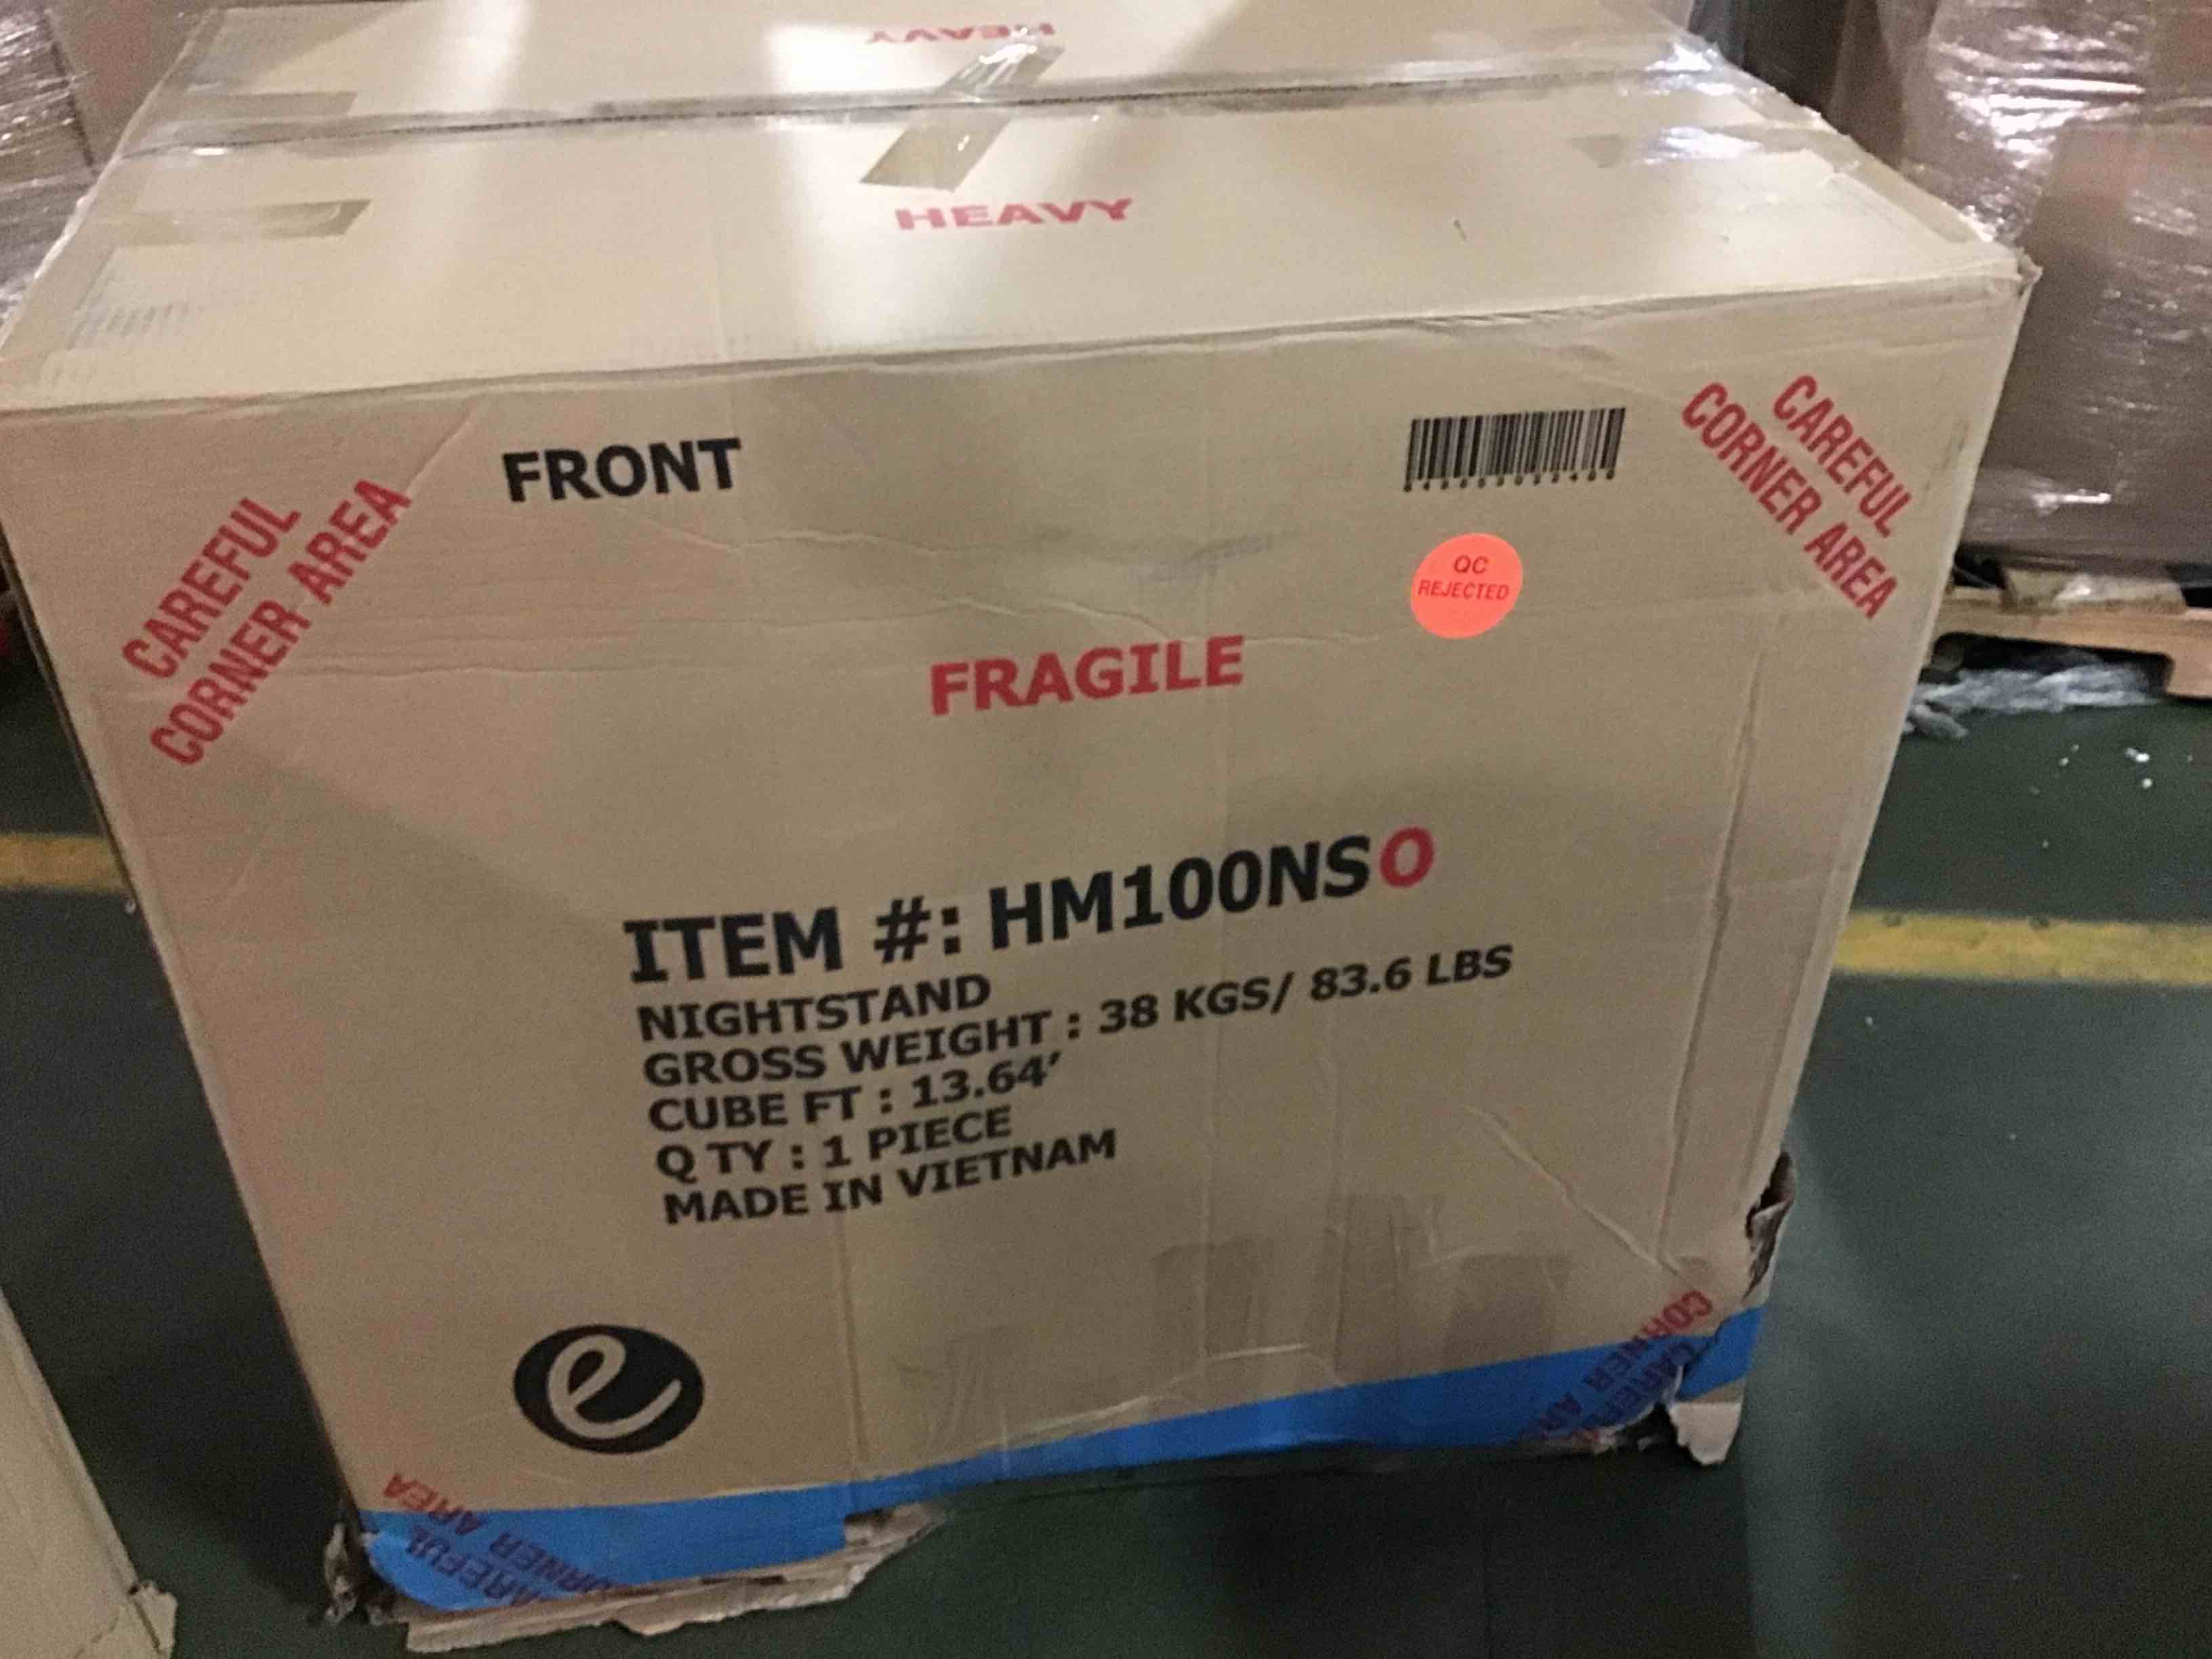 HEAVY
HEAVY
FRONT
CAREFUL
CORNER AREA
CAREFUL
CORNER AREA
QC
REJECTED
FRAGILE
ITEM #: HM100NSO
NIGHTSTAND
GROSS WEIGHT : 38 KGS/ 83.6 LBS
CUBE FT : 13.64'
Q TY : 1 PIECE
MADE IN VIETNAM
e
CAREFUL
CORNER AREA
CAREFUL
CORNER AREA